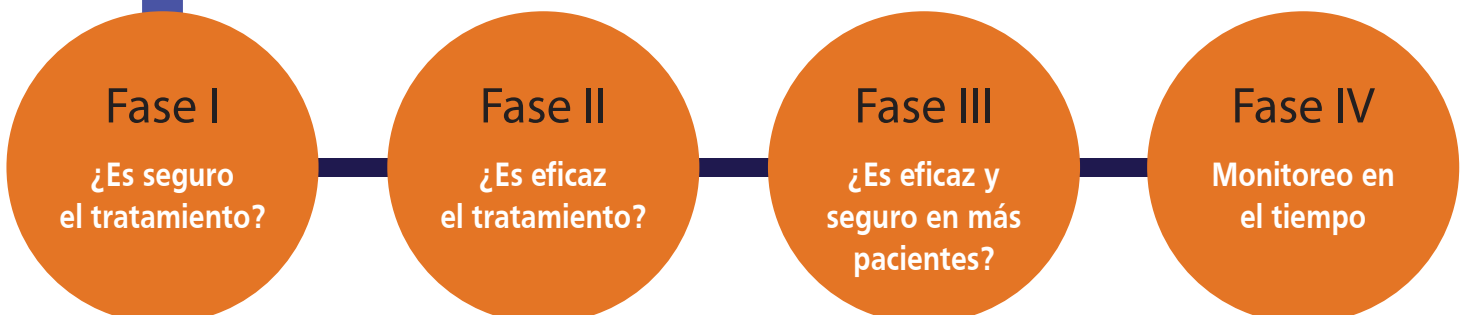 Fase I
¿Es seguro
el tratamiento?
Fase II
¿Es eficaz
el tratamiento?
Fase III
¿Es eficaz y
seguro en más
pacientes?
Fase IV
Monitoreo en
el tiempo